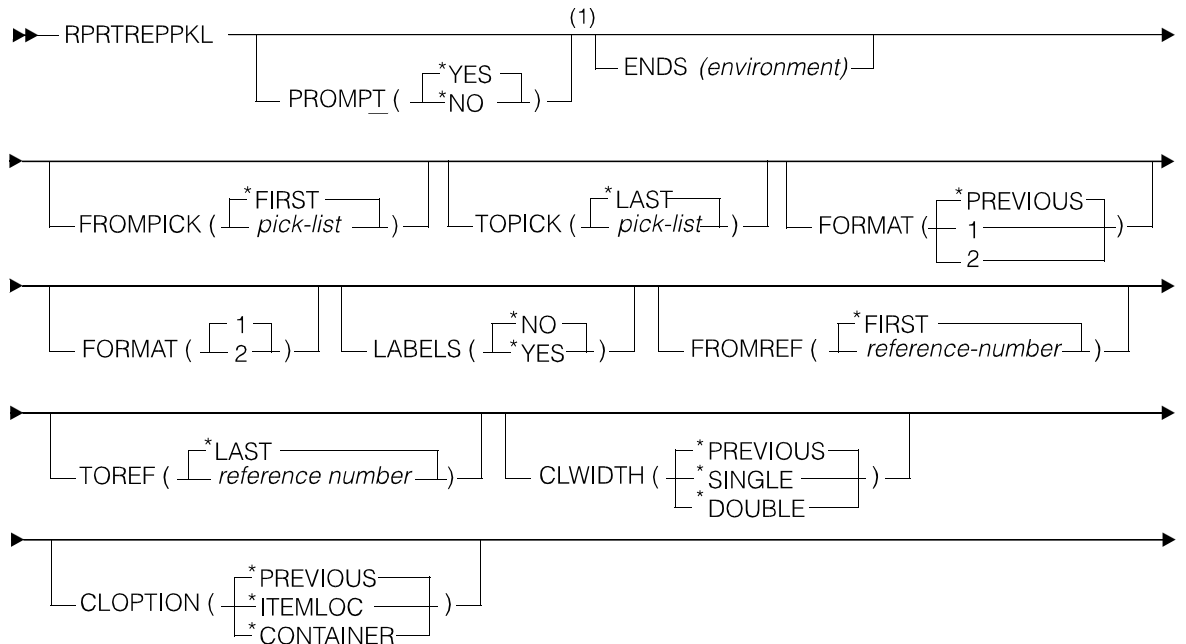 (1)
RPRTREPPKL
PROMPT ( *YES
*NO )
ENDS (environment)
FROMPICK ( *FIRST
pick-list )
TOPICK ( *LAST
pick-list )
FORMAT ( *PREVIOUS
1
2 )
FORMAT ( 1
2 )
LABELS ( *NO
*YES )
FROMREF ( *FIRST
reference-number )
TOREF ( *LAST
reference number )
CLWIDTH ( *PREVIOUS
*SINGLE
*DOUBLE )
CLOPTION ( *PREVIOUS
*ITEMLOC
*CONTAINER )